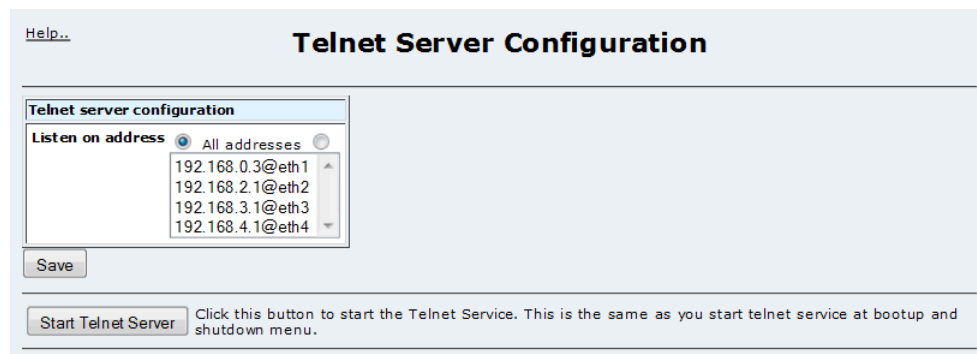 Help..
Telnet Server Configuration
Telnet server configuration
Listen on address All addresses
192.168.0.3@eth1
192.168.2.1@eth2
192.168.3.1@eth3
192.168.4.1@eth4
Save
Start Telnet Server
Click this button to start the Telnet Service. This is the same as you start telnet service at bootup and
shutdown menu.